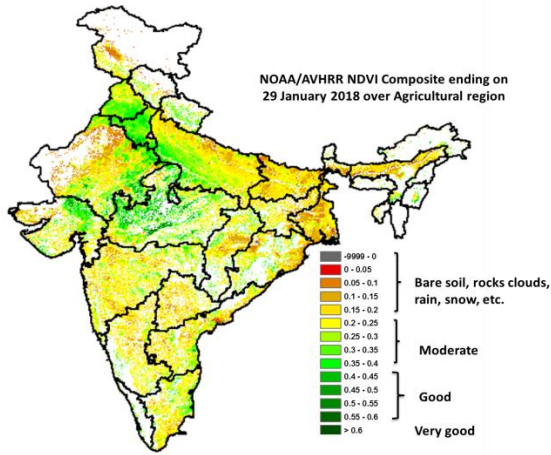 NOAA/AVHRR NDVI Composite ending on
29 January 2018 over Agricultural region
-9999 - 0
0 - 0.05
0.05 - 0.1
0.1 - 0.15
0.15 - 0.2
0.2 - 0.25
0.25 - 0.3
0.3 - 0.35
0.35 - 0.4
0.4 - 0.45
0.45 - 0.5
0.5 - 0.55
0.55 - 0.6
> 0.6
Bare soil, rocks clouds,
rain, snow, etc.
Moderate
Good
Very good